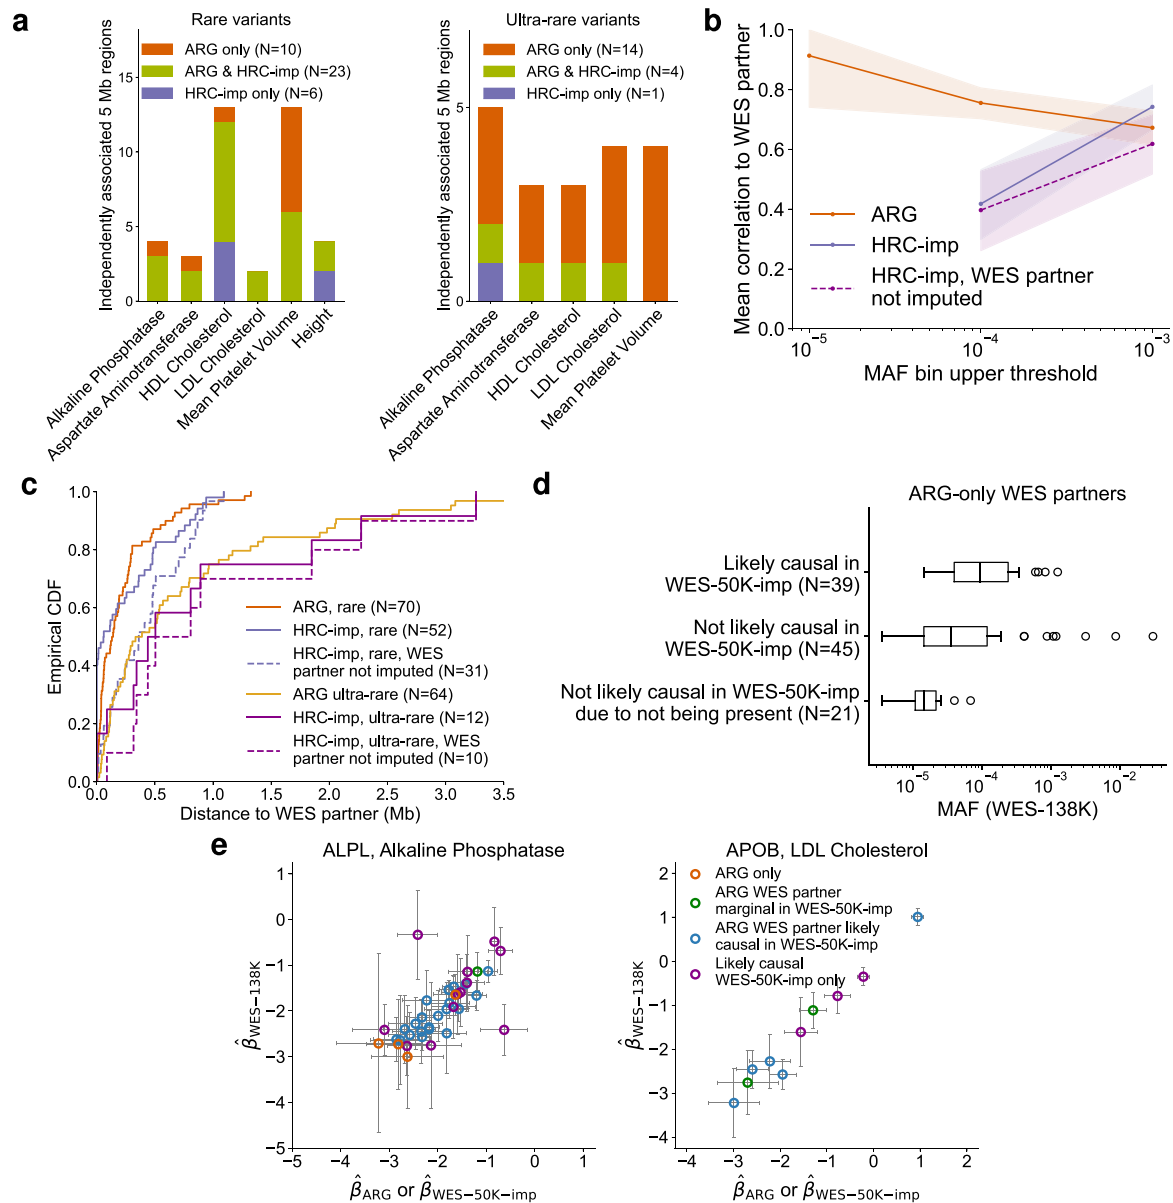 a
Rare variants
Independently associated 5 Mb regions
ARG only (N=10)
ARG & HRC-imp (N=23)
HRC-imp only (N=6)
15
10
5
0
Alkaline Phosphatase
Aspartate Aminotransferase
HDL Cholesterol
LDL Cholesterol
Mean Platelet Volume
Height
Ultra-rare variants
Independently associated 5 Mb regions
ARG only (N=14)
ARG & HRC-imp (N=4)
HRC-imp only (N=1)
5
0
Alkaline Phosphatase
Aspartate Aminotransferase
HDL Cholesterol
LDL Cholesterol
Mean Platelet Volume
b
Mean correlation to WES partner
1.0
0.8
0.6
0.4
0.2
0.0
ARG
HRC-imp
HRC-imp, WES partner
not imputed
10⁻⁵
10⁻⁴
10⁻³
MAF bin upper threshold
c
Empirical CDF
1.0
0.8
0.6
0.4
0.2
0.0
ARG, rare (N=70)
HRC-imp, rare (N=52)
HRC-imp, rare, WES
partner not imputed (N=31)
ARG ultra-rare (N=64)
HRC-imp, ultra-rare (N=12)
HRC-imp, ultra-rare, WES
partner not imputed (N=10)
0.0 0.5 1.0 1.5 2.0 2.5 3.0 3.5
Distance to WES partner (Mb)
d
ARG-only WES partners
Likely causal in
WES-50K-imp (N=39)
Not likely causal in
WES-50K-imp (N=45)
Not likely causal in WES-50K-imp
due to not being present (N=21)
10⁻⁵ 10⁻⁴ 10⁻³ 10⁻²
MAF (WES-138K)
e
ALPL, Alkaline Phosphatase
β̂WES−138K
1
0
−1
−2
−3
−4
−5
−5 −4 −3 −2 −1 0 1
β̂ARG or β̂WES−50K−imp
APOB, LDL Cholesterol
β̂WES−138K
2
1
0
−1
−2
−3
−4
ARG only
ARG WES partner
marginal in WES-50K-imp
ARG WES partner likely
causal in WES-50K-imp
Likely causal
WES-50K-imp only
−4 −3 −2 −1 0 1 2
β̂ARG or β̂WES−50K−imp